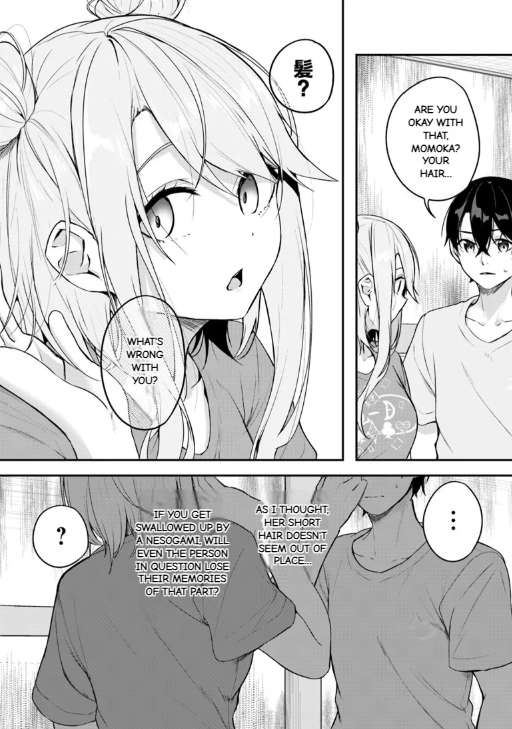 ARE YOU
OKAY WITH
THAT,
MOMOKA?
YOUR
HAIR...
髪?
WHAT'S
WRONG
WITH
YOU?
...
AS I THOUGHT,
HER SHORT
HAIR DOESN'T
SEEM OUT OF
PLACE...
IF YOU GET
SWALLOWED UP BY
A NESOGAMI, WILL
EVEN THE PERSON
IN QUESTION LOSE
THEIR MEMORIES
OF THAT PART?
?